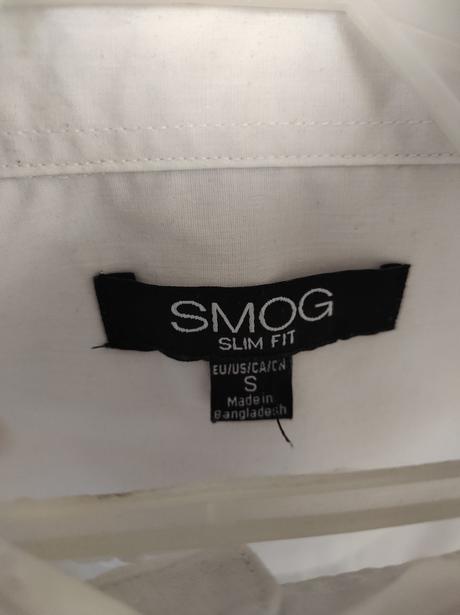 SMOG
SLIM FIT
EU/US/CA/CN
S
Made in
Bangladesh